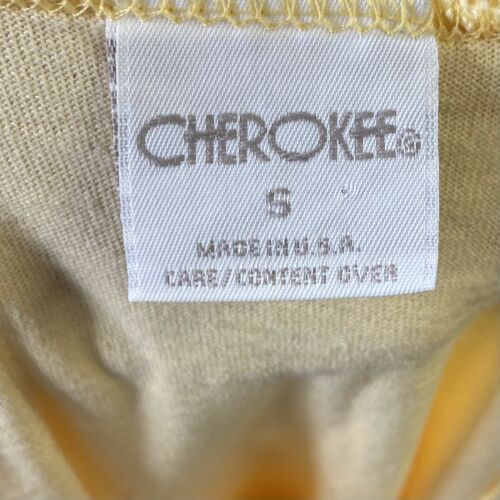 CHEROKEE®
S
MADE IN U.S.A.
CARE/CONTENT OVER